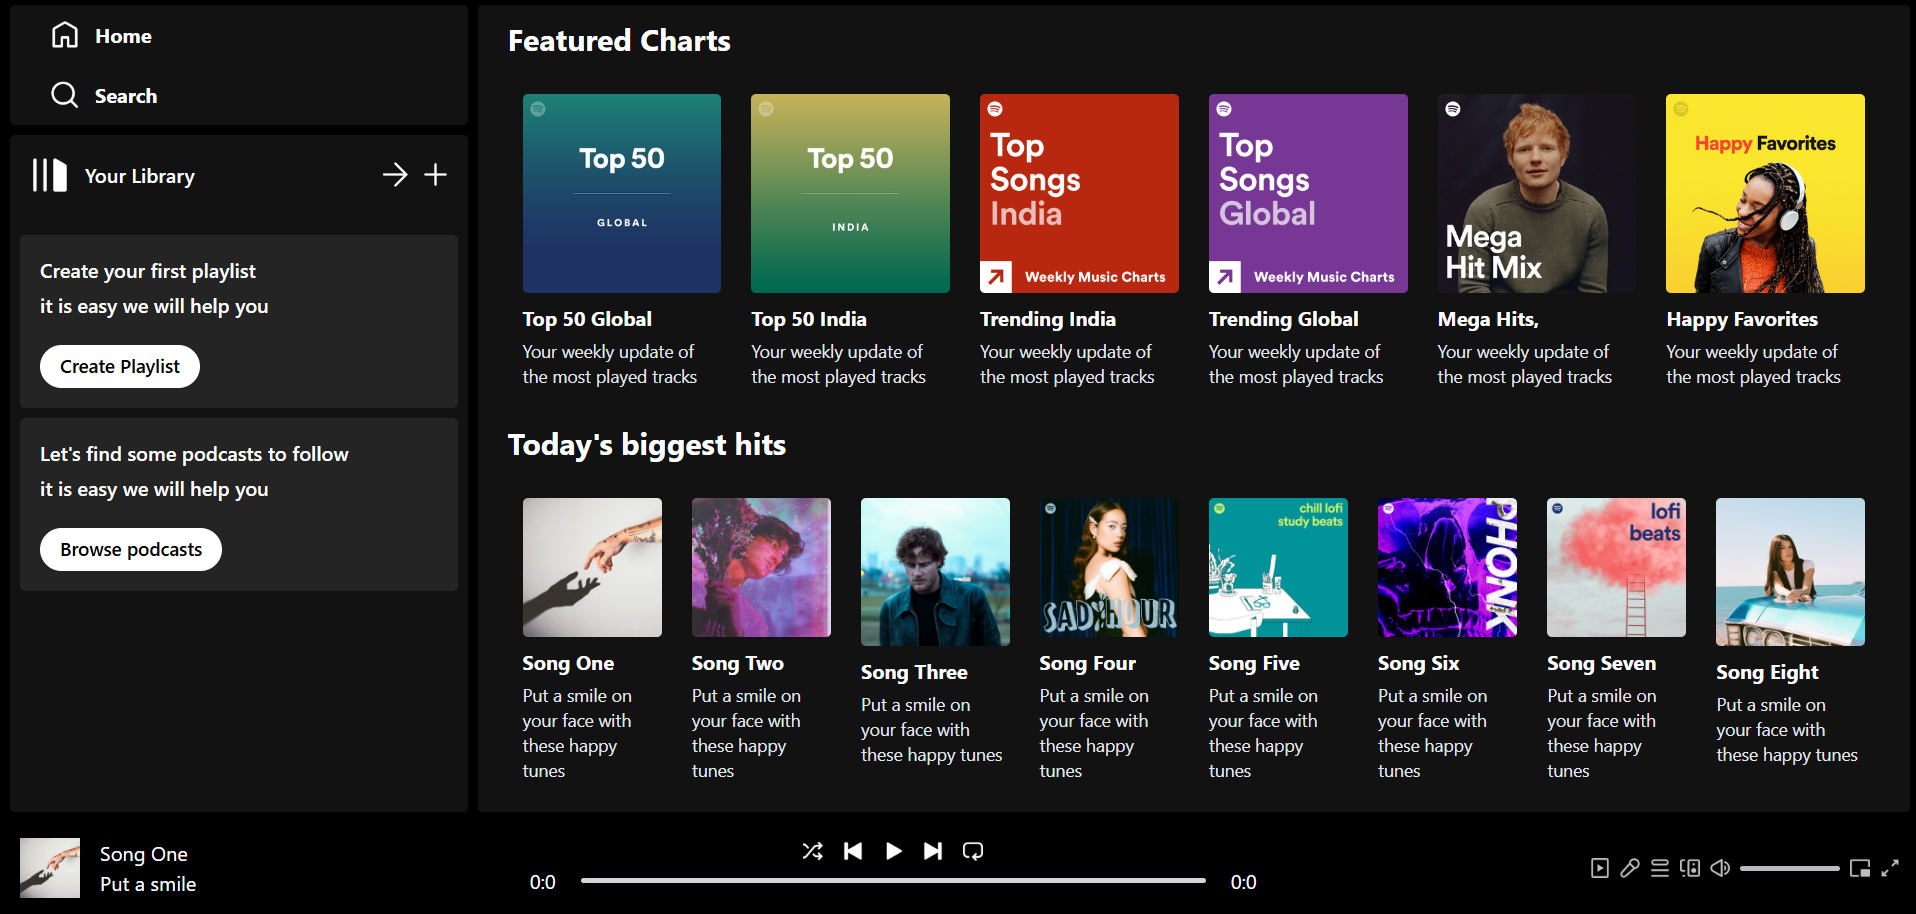 Home
Search
Your Library
Create your first playlist
it is easy we will help you
Create Playlist
Let's find some podcasts to follow
it is easy we will help you
Browse podcasts
Featured Charts
Top 50
GLOBAL
Top 50 Global
Your weekly update of
the most played tracks
Top 50
INDIA
Top 50 India
Your weekly update of
the most played tracks
Top
Songs
India
Weekly Music Charts
Trending India
Your weekly update of
the most played tracks
Top
Songs
Global
Weekly Music Charts
Trending Global
Your weekly update of
the most played tracks
Mega
Hit Mix
Mega Hits,
Your weekly update of
the most played tracks
Happy Favorites
Happy Favorites
Your weekly update of
the most played tracks
Today's biggest hits
Song One
Put a smile on
your face with
these happy
tunes
Song Two
Put a smile on
your face with
these happy
tunes
Song Three
Put a smile on
your face with
these happy tunes
SAD HOUR
Song Four
Put a smile on
your face with
these happy
tunes
chill lofi
study beats
Song Five
Put a smile on
your face with
these happy
tunes
PHONK
Song Six
Put a smile on
your face with
these happy
tunes
lofi
beats
Song Seven
Put a smile on
your face with
these happy
tunes
Song Eight
Put a smile on
your face with
these happy tunes
Song One
Put a smile
0:0
0:0